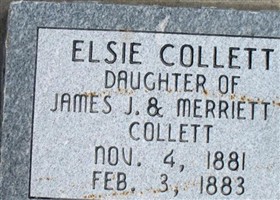 ELSIE COLLETT
DAUGHTER OF
JAMES J. & MERRIETT
COLLETT
NOV. 4, 1881
FEB. 3, 1883